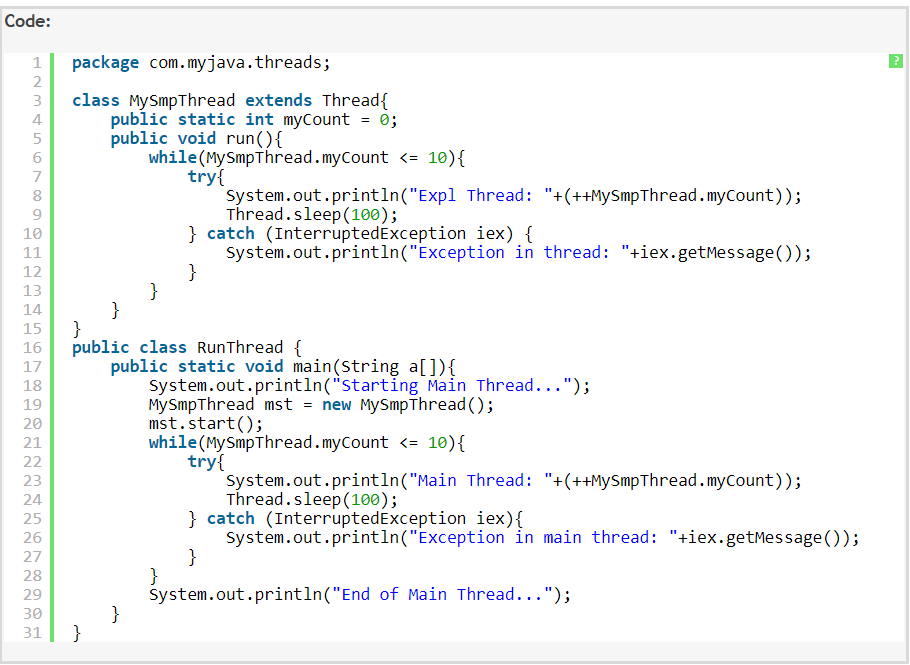 Code:
?
1 package com.myjava.threads;
2
3 class MySmpThread extends Thread{
4     public static int myCount = 0;
5     public void run(){
6         while(MySmpThread.myCount <= 10){
7             try{
8                 System.out.println("Expl Thread: "+(++MySmpThread.myCount));
9                 Thread.sleep(100);
10             } catch (InterruptedException iex) {
11                 System.out.println("Exception in thread: "+iex.getMessage());
12             }
13         }
14     }
15 }
16 public class RunThread {
17     public static void main(String a[]){
18         System.out.println("Starting Main Thread...");
19         MySmpThread mst = new MySmpThread();
20         mst.start();
21         while(MySmpThread.myCount <= 10){
22             try{
23                 System.out.println("Main Thread: "+(++MySmpThread.myCount));
24                 Thread.sleep(100);
25             } catch (InterruptedException iex){
26                 System.out.println("Exception in main thread: "+iex.getMessage());
27             }
28         }
29         System.out.println("End of Main Thread...");
30     }
31 }